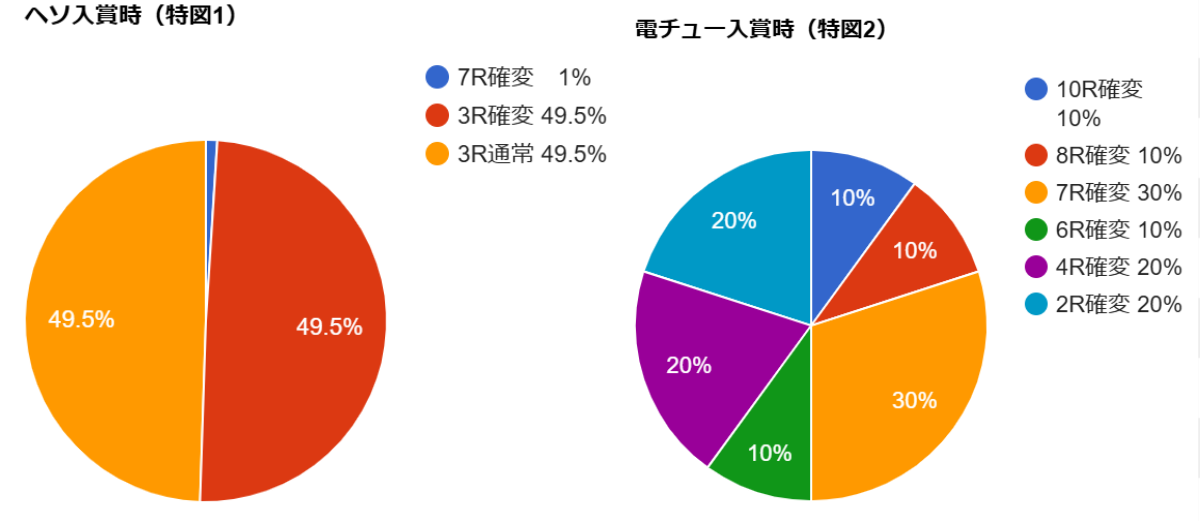 ヘソ入賞時（特図1）
7R確変　1%
3R確変 49.5%
3R通常 49.5%
49.5%
49.5%
電チュー入賞時（特図2）
10R確変
10%
8R確変 10%
7R確変 30%
6R確変 10%
4R確変 20%
2R確変 20%
10%
20%
10%
20%
30%
10%